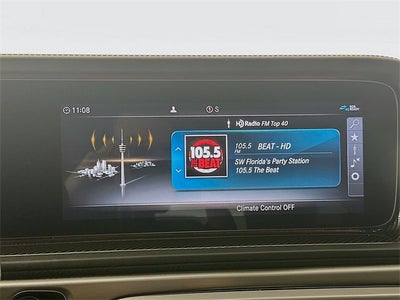 11:08
S
HD Radio FM Top 40
105.5
THE BEAT
105.5 BEAT - HD
FM
SW Florida's Party Station
105.5 The Beat
Climate Control OFF